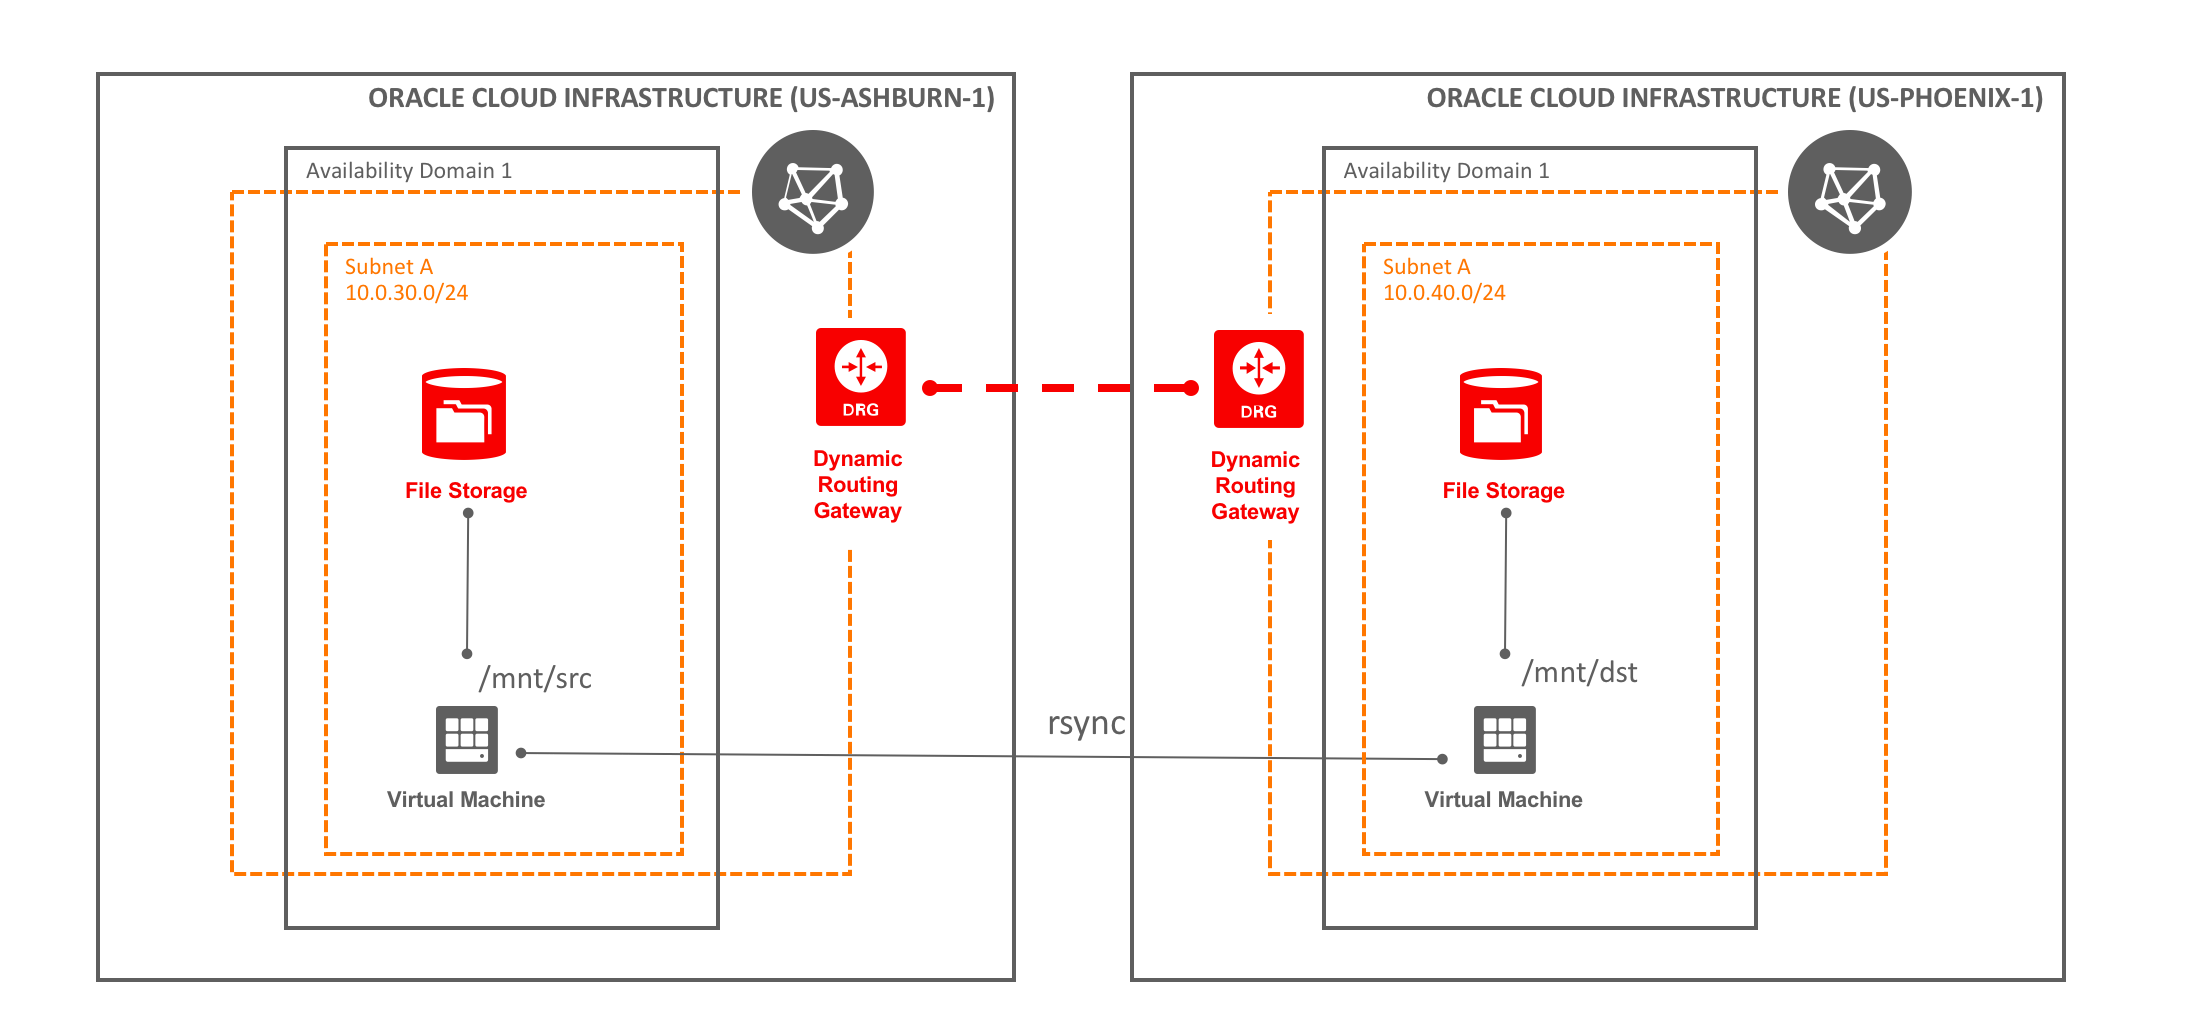 ORACLE CLOUD INFRASTRUCTURE (US-ASHBURN-1)
Availability Domain 1
Subnet A
10.0.30.0/24
File Storage
/mnt/src
Virtual Machine
DRG
Dynamic
Routing
Gateway
rsync
ORACLE CLOUD INFRASTRUCTURE (US-PHOENIX-1)
Availability Domain 1
Subnet A
10.0.40.0/24
DRG
Dynamic
Routing
Gateway
File Storage
/mnt/dst
Virtual Machine